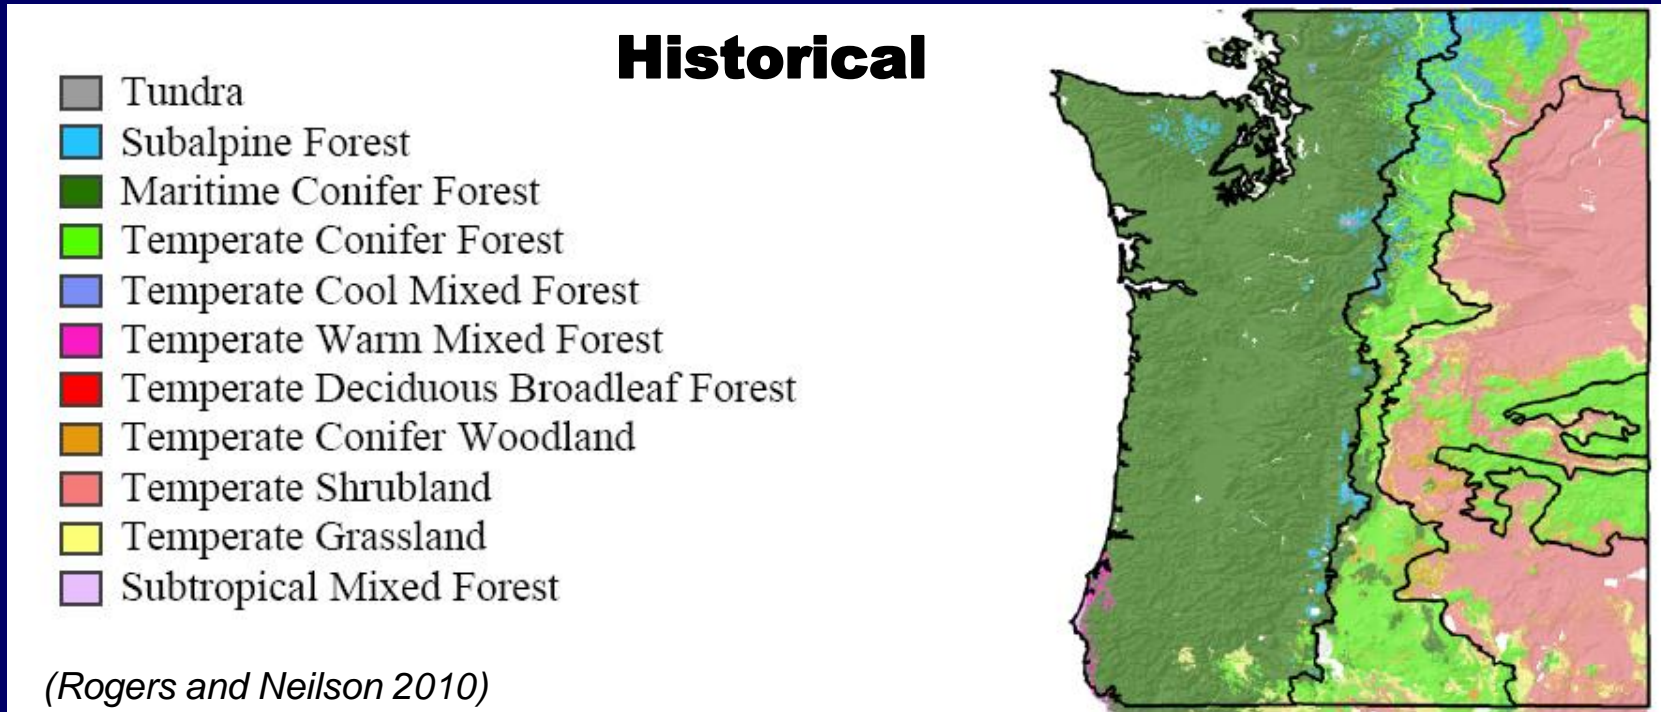 Historical
Tundra
Subalpine Forest
Maritime Conifer Forest
Temperate Conifer Forest
Temperate Cool Mixed Forest
Temperate Warm Mixed Forest
Temperate Deciduous Broadleaf Forest
Temperate Conifer Woodland
Temperate Shrubland
Temperate Grassland
Subtropical Mixed Forest
(Rogers and Neilson 2010)